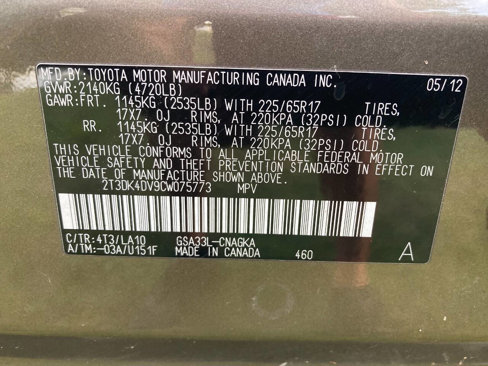 MFD.BY:TOYOTA MOTOR MANUFACTURING CANADA INC. 05/12
GVWR:2140KG (4720LB)
GAWR:FRT. 1145KG (2535LB) WITH 225/65R17 TIRES,
17X7. OJ RIMS, AT 220KPA (32PSI) COLD.
RR. 1145KG (2535LB) WITH 225/65R17 TIRES,
17X7. OJ RIMS, AT 220KPA (32PSI) COLD.
THIS VEHICLE CONFORMS TO ALL APPLICABLE FEDERAL MOTOR
VEHICLE SAFETY AND THEFT PREVENTION STANDARDS IN EFFECT ON
THE DATE OF MANUFACTURE SHOWN ABOVE.
2T3DK4DV9CW075773 MPV
C/TR:4T3/LA10 GSA33L-CNAGKA
A/TM:-03A/U151F MADE IN CANADA 460 A